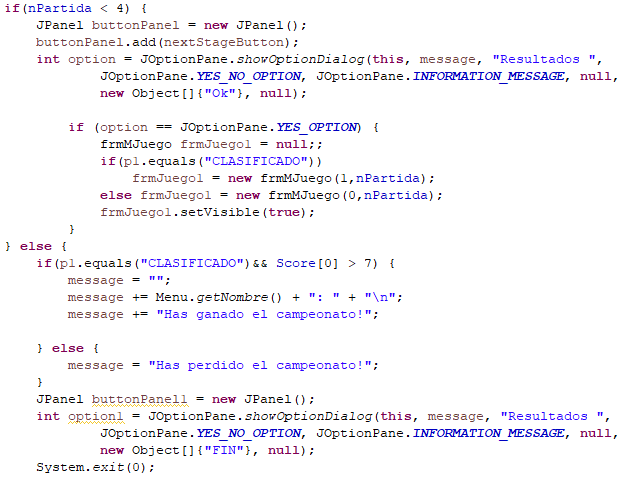 if(nPartida < 4) {
JPanel buttonPanel = new JPanel();
buttonPanel.add(nextStageButton);
int option = JOptionPane.showOptionDialog(this, message, "Resultados ",
JOptionPane.YES_NO_OPTION, JOptionPane.INFORMATION_MESSAGE, null,
new Object[]{"Ok"}, null);
if (option == JOptionPane.YES_OPTION) {
frmMJuego frmJuego1 = null;;
if(p1.equals("CLASIFICADO"))
frmJuego1 = new frmMJuego(1,nPartida);
else frmJuego1 = new frmMJuego(0,nPartida);
frmJuego1.setVisible(true);
}
} else {
if(p1.equals("CLASIFICADO")&& Score[0] > 7) {
message = "";
message += Menu.getNombre() + ": " + "\n";
message += "Has ganado el campeonato!";
} else {
message = "Has perdido el campeonato!";
}
JPanel buttonPanel1 = new JPanel();
int option1 = JOptionPane.showOptionDialog(this, message, "Resultados ",
JOptionPane.YES_NO_OPTION, JOptionPane.INFORMATION_MESSAGE, null,
new Object[]{"FIN"}, null);
System.exit(0);